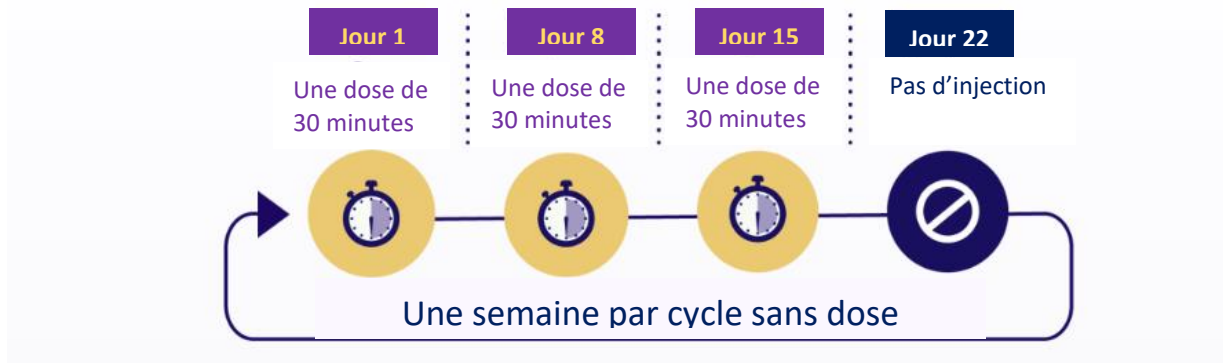 Jour 1
Jour 8
Jour 15
Jour 22
Une dose de
30 minutes
Une dose de
30 minutes
Une dose de
30 minutes
Pas d’injection
Une semaine par cycle sans dose